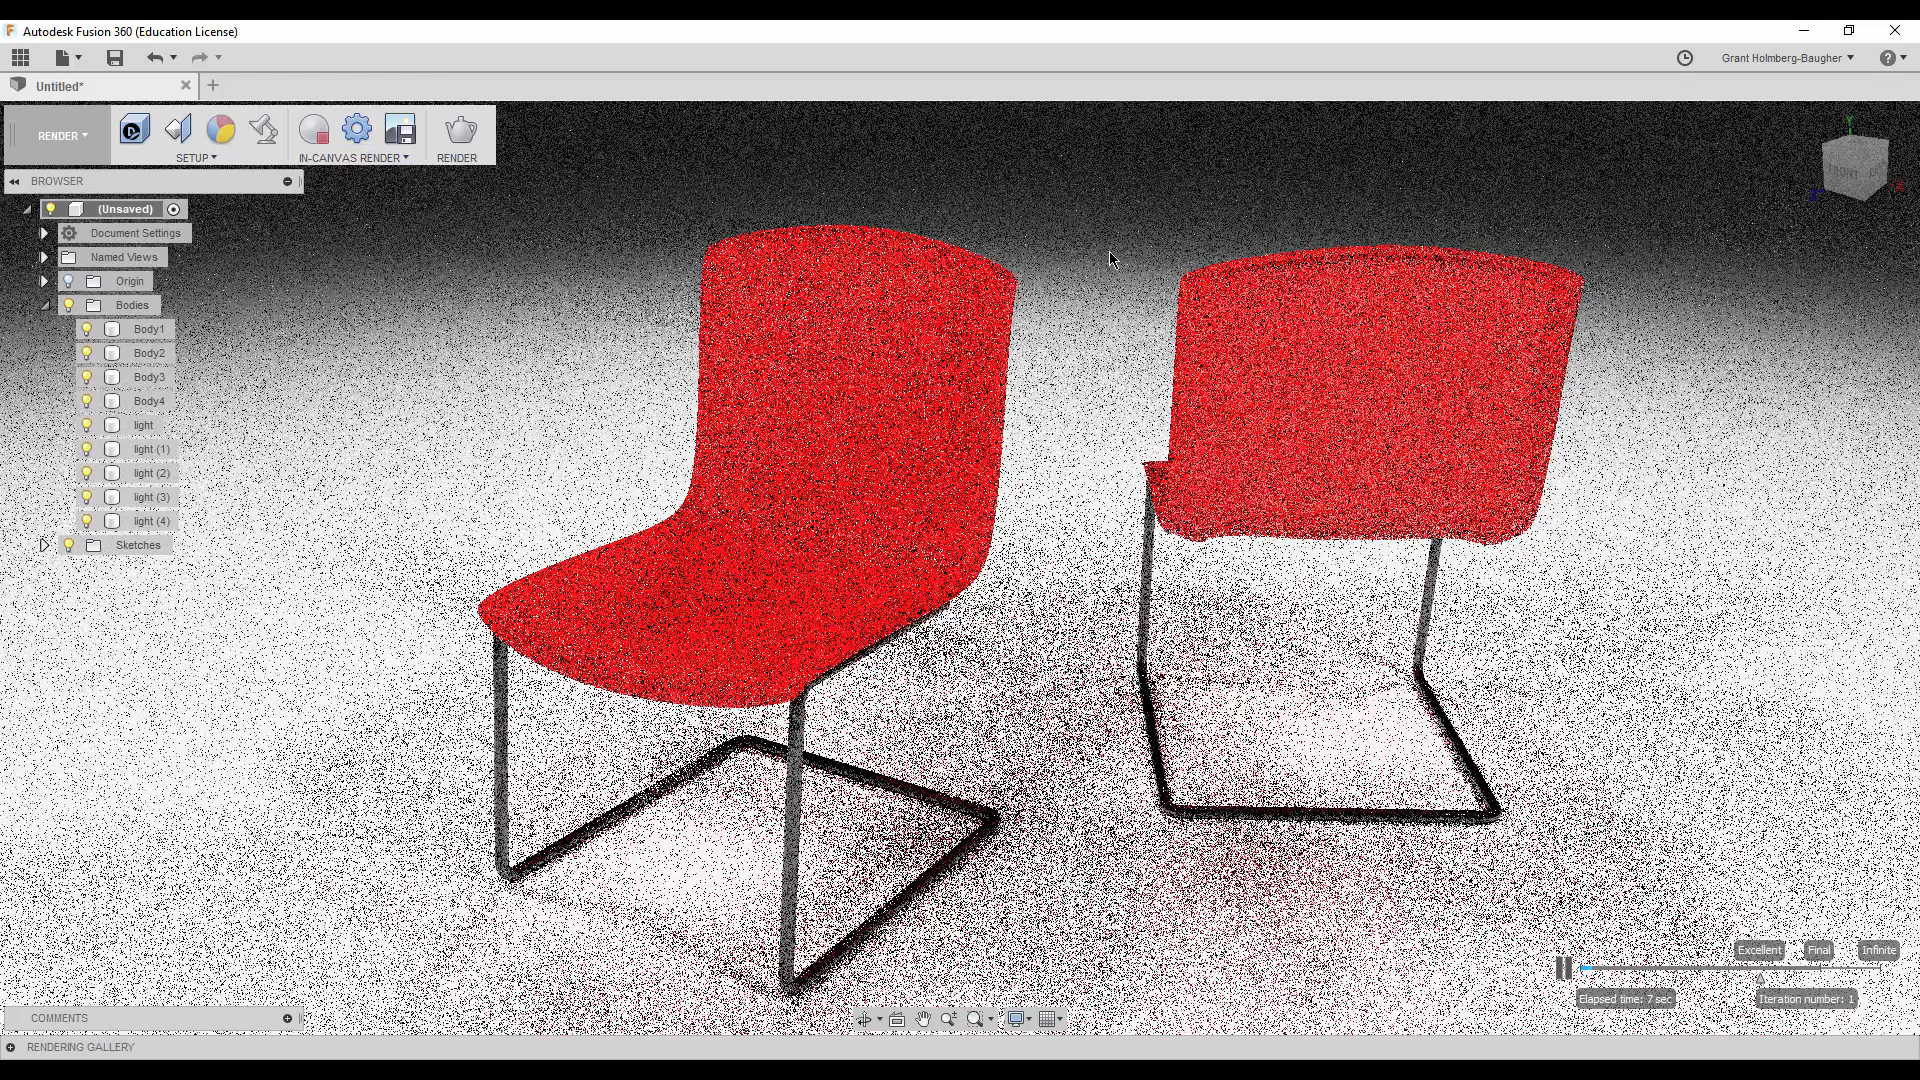 Autodesk Fusion 360 (Education License)
Grant Holmberg-Baugher
Untitled*
RENDER
SETUP
IN-CANVAS RENDER
RENDER
BROWSER
(Unsaved)
Document Settings
Named Views
Origin
Bodies
Body1
Body2
Body3
Body4
light
light (1)
light (2)
light (3)
light (4)
Sketches
Y
FRONT
X
Excellent
Final
Infinite
Elapsed time: 7 sec
Iteration number: 1
COMMENTS
RENDERING GALLERY